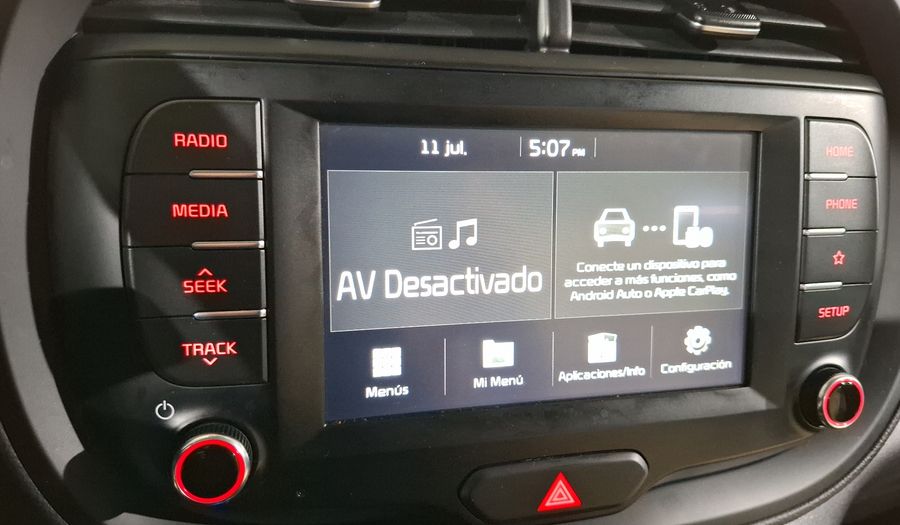 11 jul.
5:07 PM
RADIO
MEDIA
SEEK
TRACK
AV Desactivado
Conecte un dispositivo para
acceder a más funciones, como
Android Auto o Apple CarPlay.
Menús
Mi Menú
Aplicaciones/Info
Configuración
HOME
PHONE
SETUP